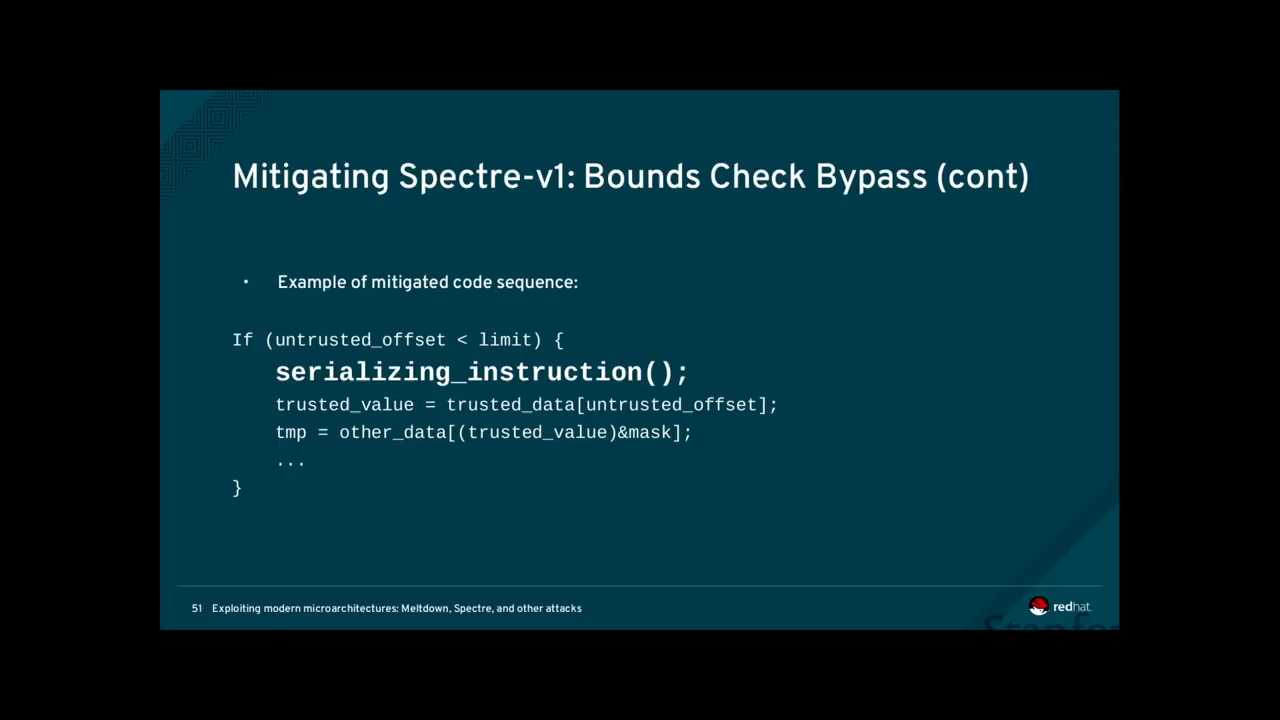 Mitigating Spectre-v1: Bounds Check Bypass (cont)
• Example of mitigated code sequence:
If (untrusted_offset < limit) {
serializing_instruction();
trusted_value = trusted_data[untrusted_offset];
tmp = other_data[(trusted_value)&mask];
...
}
51 Exploiting modern microarchitectures: Meltdown, Spectre, and other attacks
redhat.